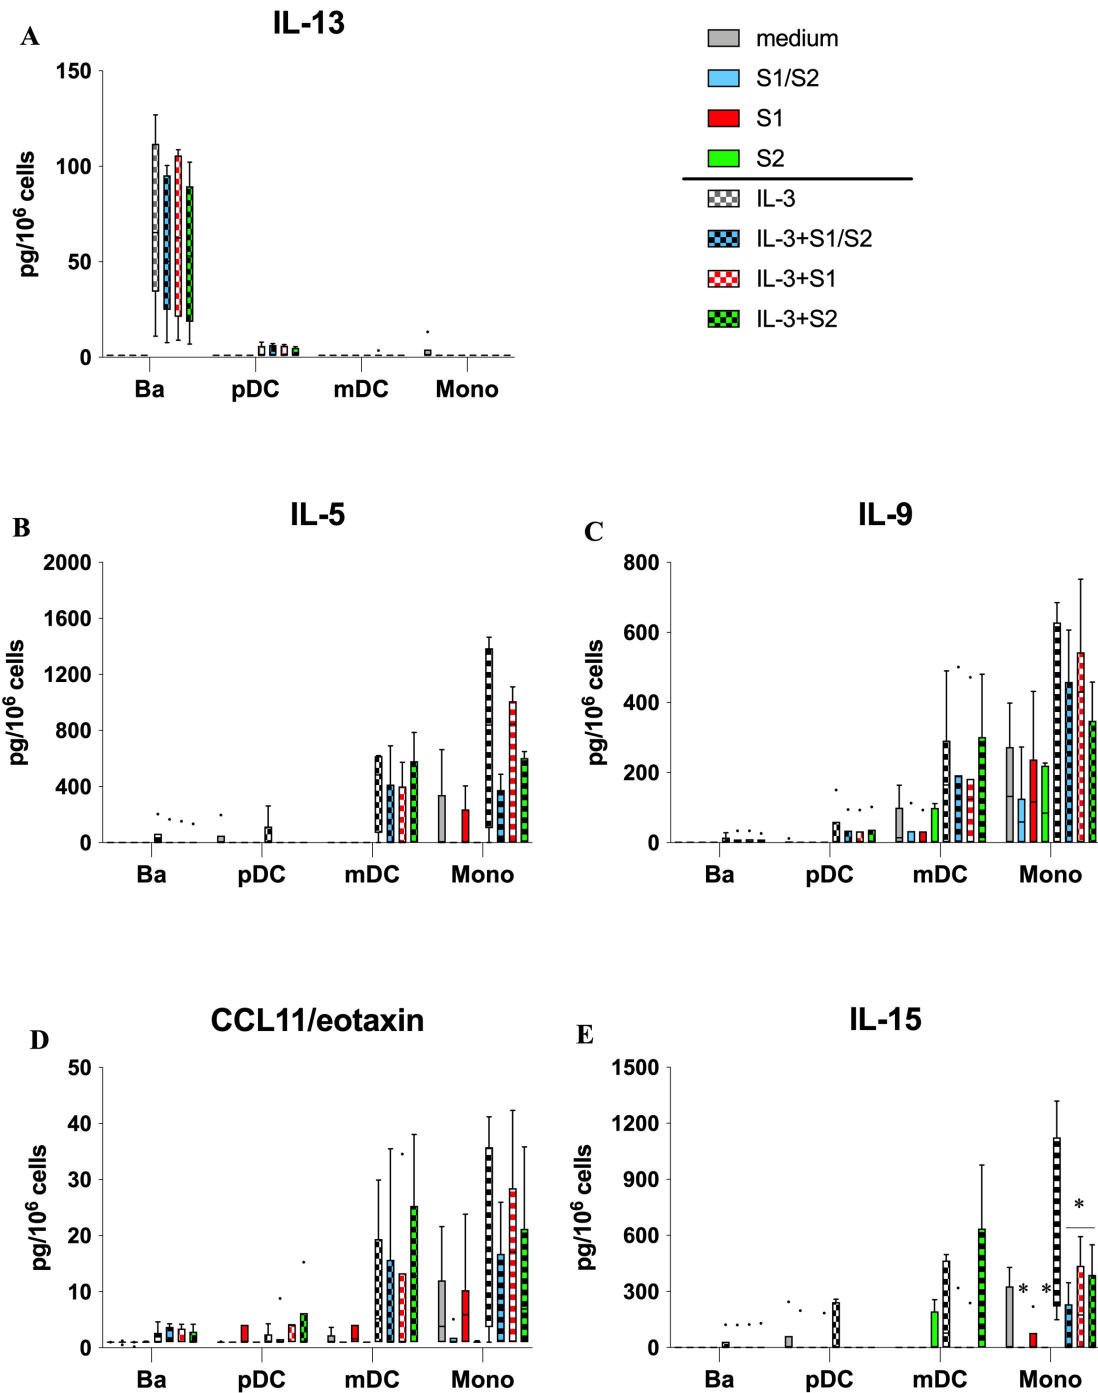 A
IL-13
pg/10⁶ cells
150
100
50
0
Ba pDC mDC Mono
medium
S1/S2
S1
S2
IL-3
IL-3+S1/S2
IL-3+S1
IL-3+S2
B
IL-5
pg/10⁶ cells
2000
1600
1200
800
400
0
Ba pDC mDC Mono
C
IL-9
pg/10⁶ cells
800
600
400
200
0
Ba pDC mDC Mono
D
CCL11/eotaxin
pg/10⁶ cells
50
40
30
20
10
0
Ba pDC mDC Mono
E
IL-15
pg/10⁶ cells
1500
1200
900
600
300
0
*
* *
Ba pDC mDC Mono